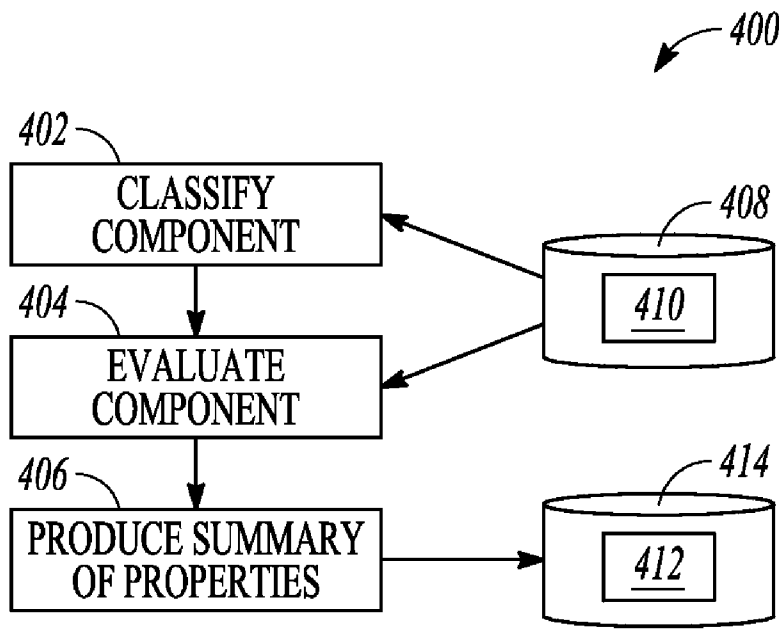 400
402
CLASSIFY
COMPONENT
408
410
404
EVALUATE
COMPONENT
406
PRODUCE SUMMARY
OF PROPERTIES
414
412